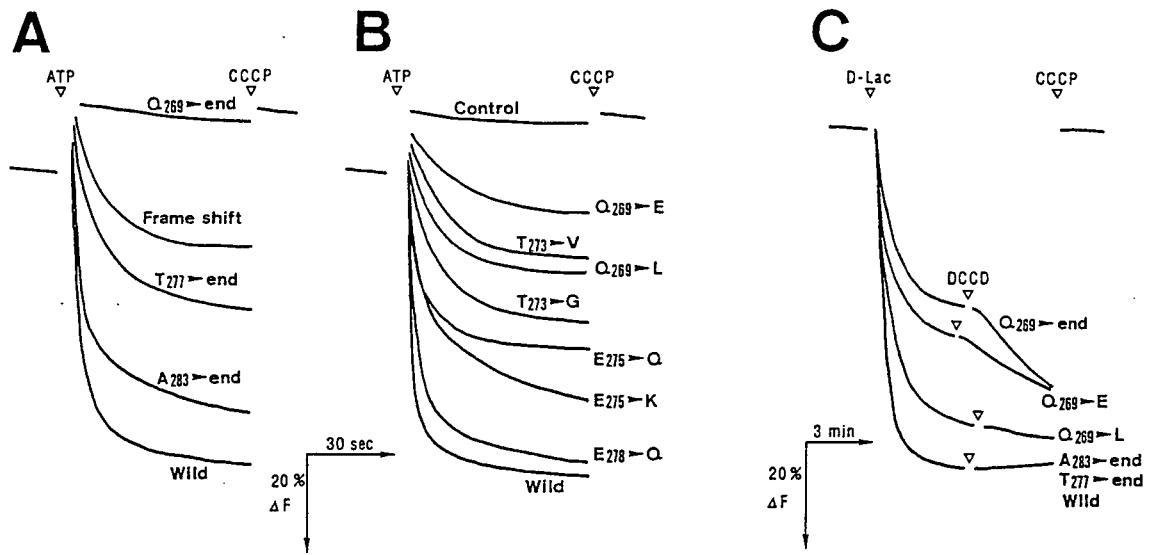 A
ATP
CCCP
Q269➤end
Frame shift
T277➤end
A283➤end
Wild
B
ATP
CCCP
Control
Q269➤E
T273➤V
Q269➤L
T273➤G
E275➤Q
E275➤K
E278➤Q
Wild
30 sec
20%
ΔF
C
D-Lac
CCCP
DCCD
Q269➤end
Q269➤E
Q269➤L
A283➤end
T277➤end
Wild
3 min
20%
ΔF